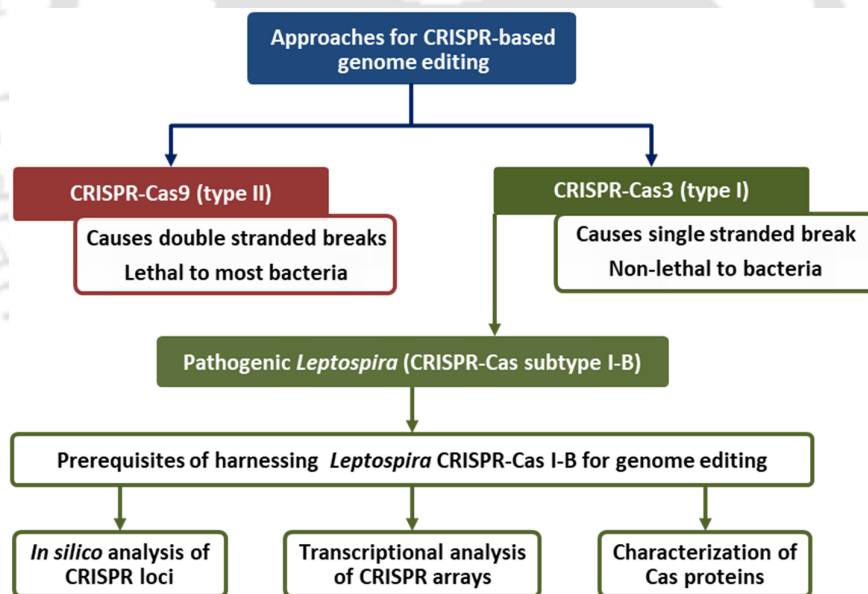 Approaches for CRISPR-based
genome editing
CRISPR-Cas9 (type II)
Causes double stranded breaks
Lethal to most bacteria
CRISPR-Cas3 (type I)
Causes single stranded break
Non-lethal to bacteria
Pathogenic Leptospira (CRISPR-Cas subtype I-B)
Prerequisites of harnessing Leptospira CRISPR-Cas I-B for genome editing
In silico analysis of
CRISPR loci
Transcriptional analysis
of CRISPR arrays
Characterization of
Cas proteins